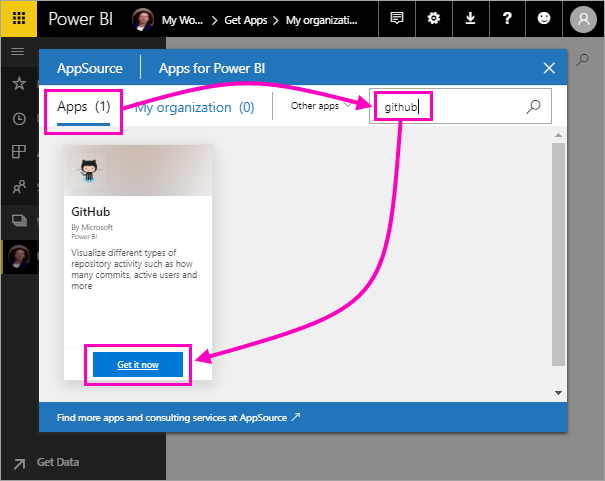 Power BI
My Wo...
Get Apps
My organizati...
AppSource
Apps for Power BI
Apps (1)
My organization (0)
Other apps
github
GitHub
By Microsoft
Power BI
Visualize different types of
repository activity such as how
many commits, active users and
more
Get it now
Find more apps and consulting services at AppSource
Get Data